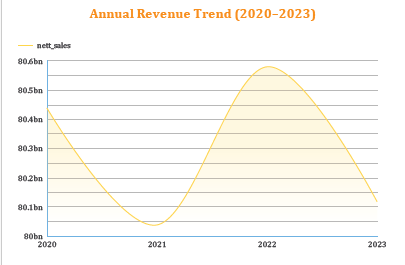 Annual Revenue Trend (2020–2023)
nett_sales
80.6bn
80.5bn
80.4bn
80.3bn
80.2bn
80.1bn
80bn
2020 2021 2022 2023